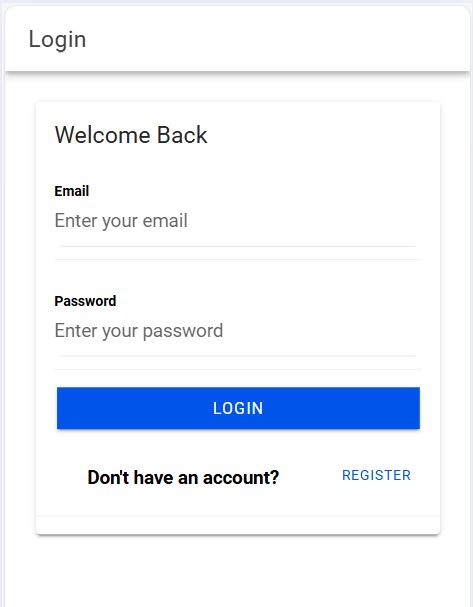 Login
Welcome Back
Email
Enter your email
Password
Enter your password
LOGIN
Don't have an account? REGISTER